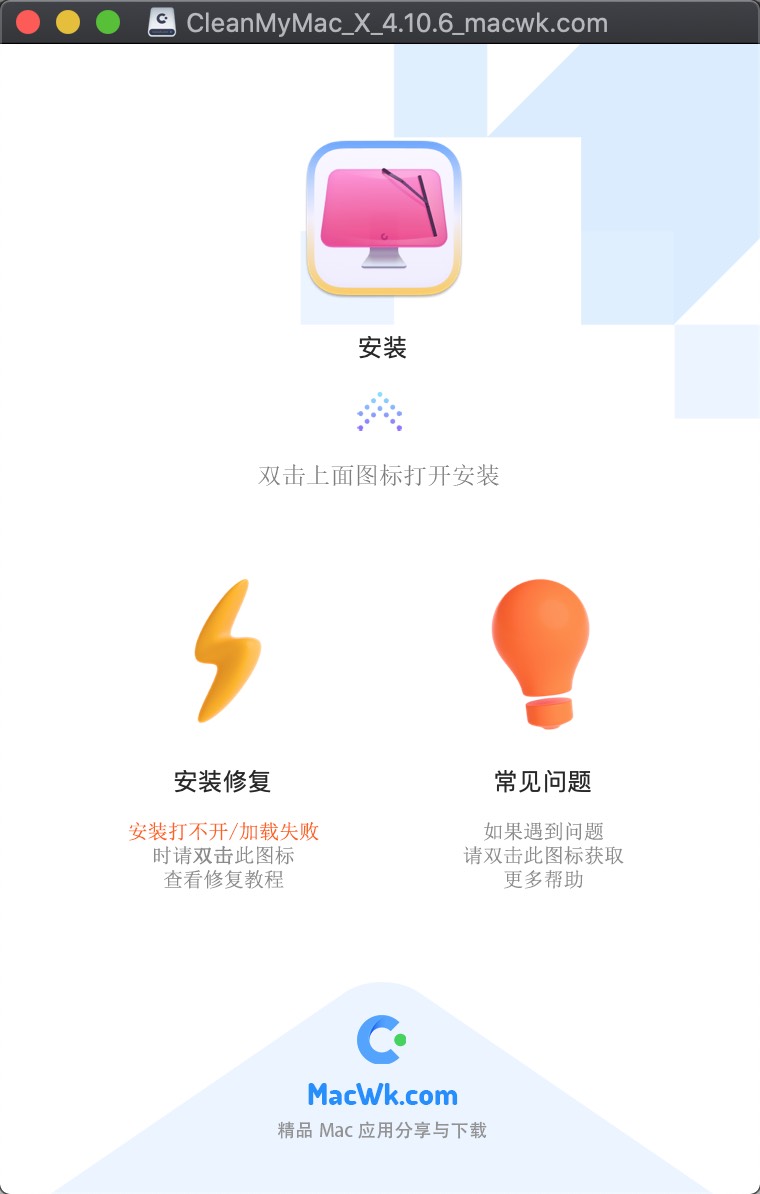 CleanMyMac_X_4.10.6_macwk.com
安装
双击上面图标打开安装
安装修复
安装打不开/加载失败
时请双击此图标
查看修复教程
常见问题
如果遇到问题
请双击此图标获取
更多帮助
MacWk.com
精品 Mac 应用分享与下载